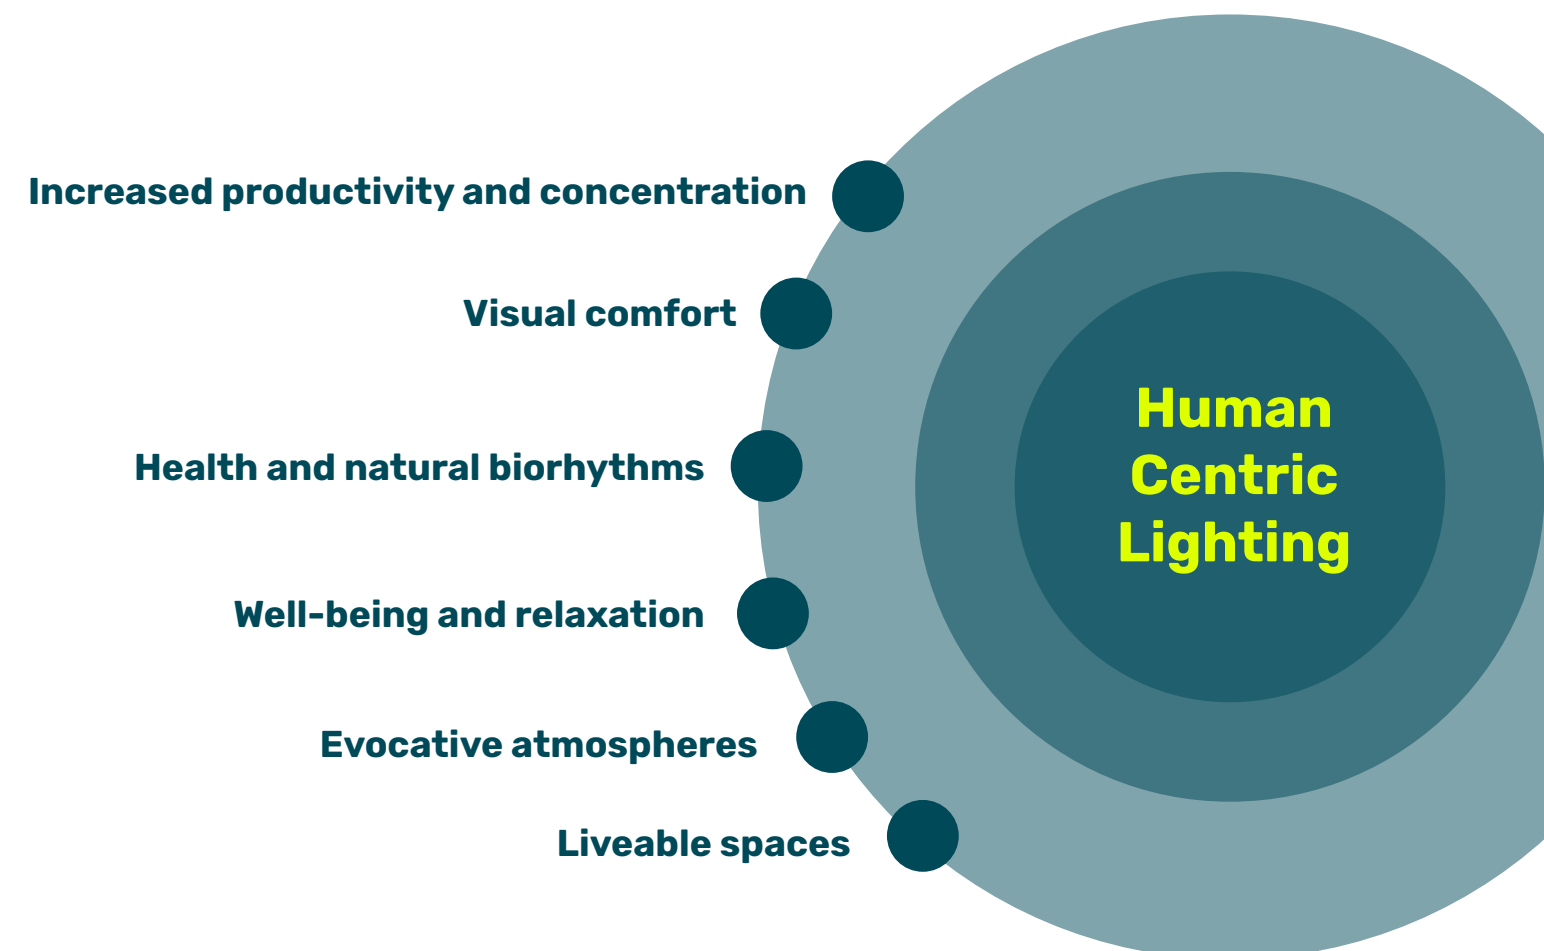 Increased productivity and concentration
Visual comfort
Health and natural biorhythms
Well-being and relaxation
Evocative atmospheres
Liveable spaces
Human
Centric
Lighting